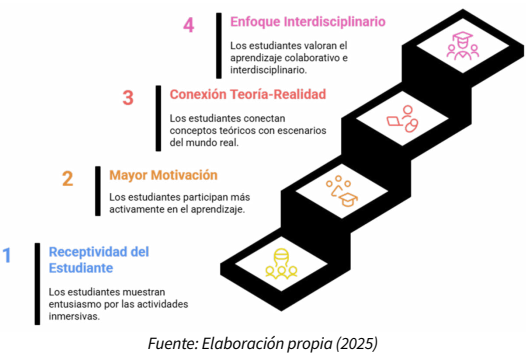 4
Enfoque Interdisciplinario
Los estudiantes valoran el
aprendizaje colaborativo e
interdisciplinario.
3
Conexión Teoría-Realidad
Los estudiantes conectan
conceptos teóricos con escenarios
del mundo real.
2
Mayor Motivación
Los estudiantes participan más
activamente en el aprendizaje.
1
Receptividad del
Estudiante
Los estudiantes muestran
entusiasmo por las actividades
inmersivas.
Fuente: Elaboración propia (2025)